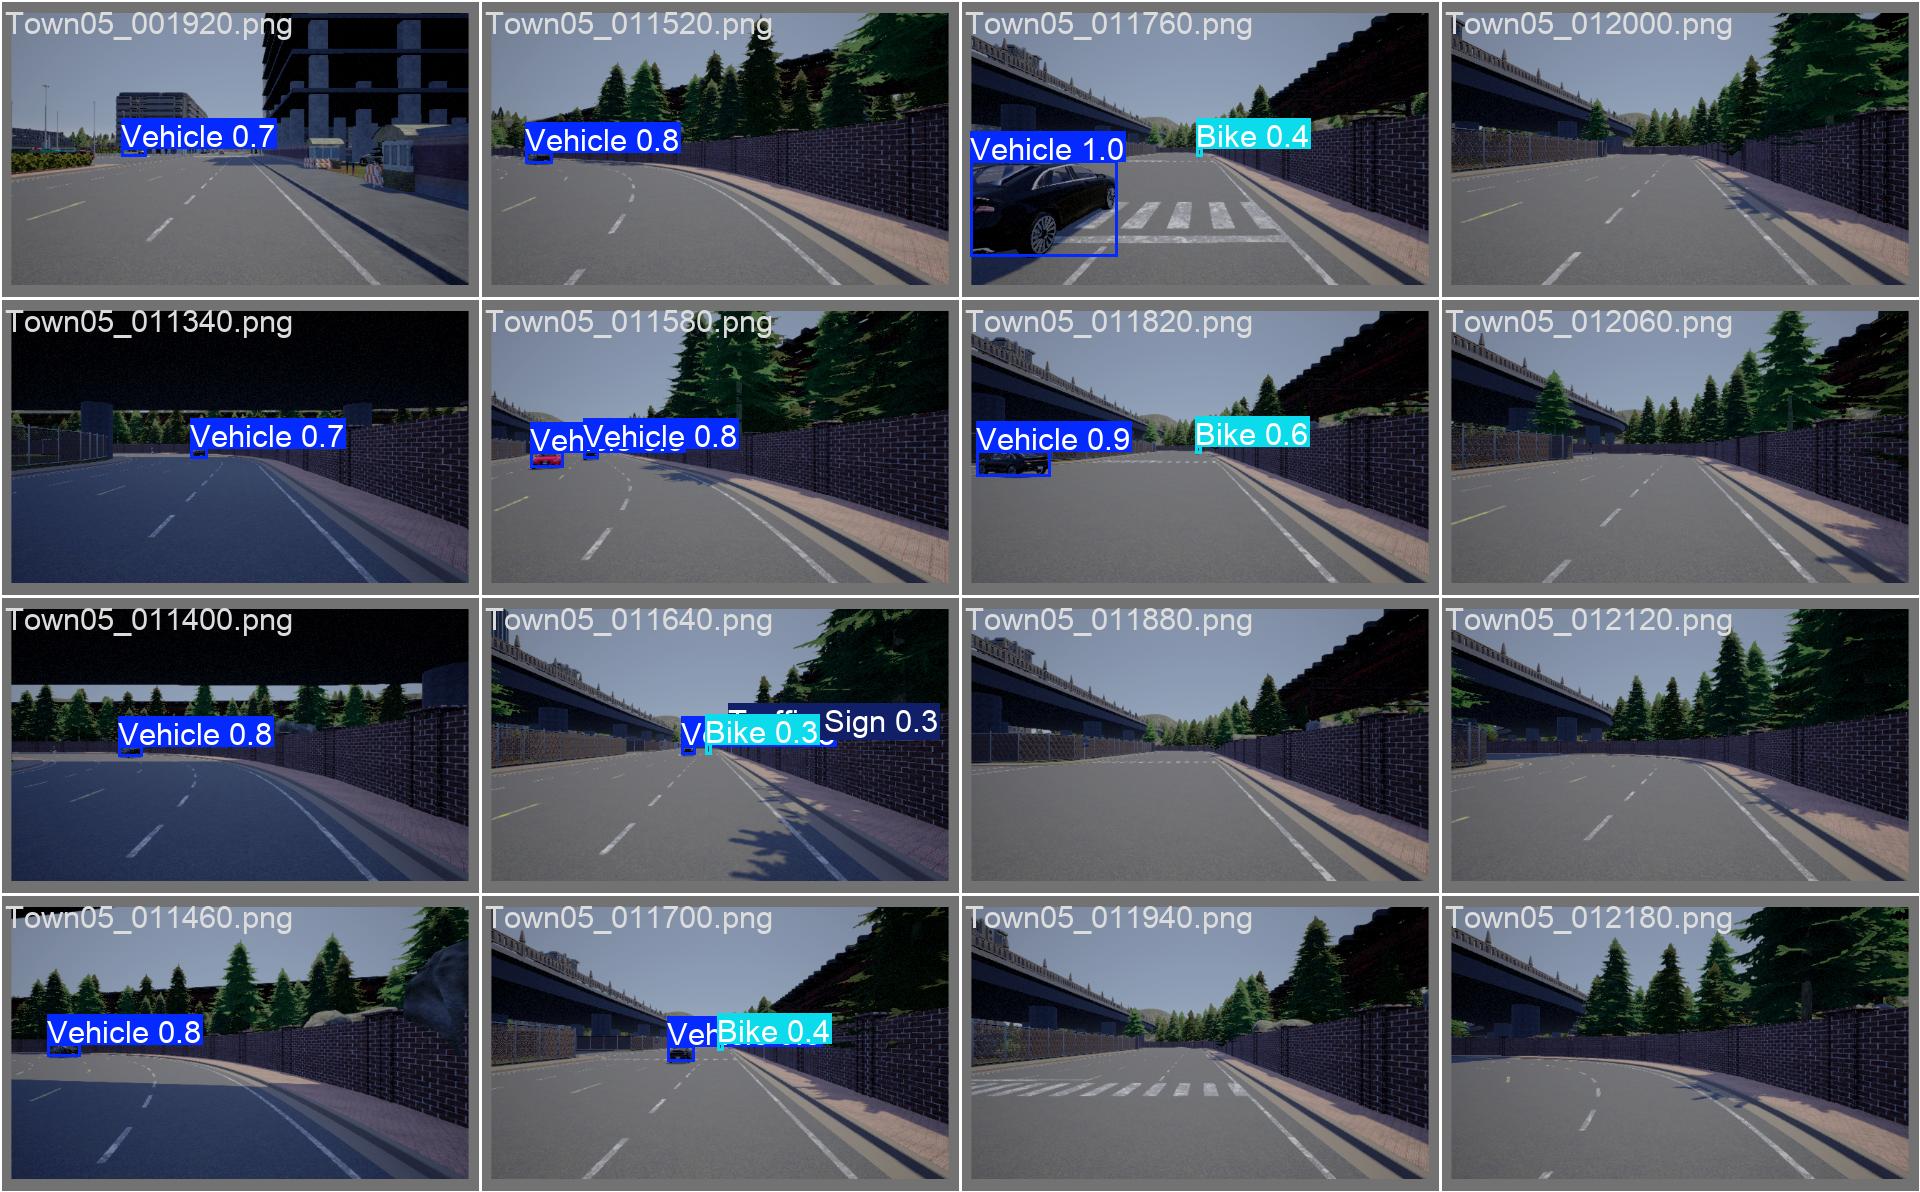 Town05_001920.png
Vehicle 0.7
Town05_011520.png
Vehicle 0.8
Town05_011760.png
Vehicle 1.0
Bike 0.4
Town05_012000.png
Town05_011340.png
Vehicle 0.7
Town05_011580.png
Veh
Vehicle 0.8
Town05_011820.png
Vehicle 0.9
Bike 0.6
Town05_012060.png
Town05_011400.png
Vehicle 0.8
Town05_011640.png
V
Bike 0.3
Sign 0.3
Town05_011880.png
Town05_012120.png
Town05_011460.png
Vehicle 0.8
Town05_011700.png
Veh
Bike 0.4
Town05_011940.png
Town05_012180.png